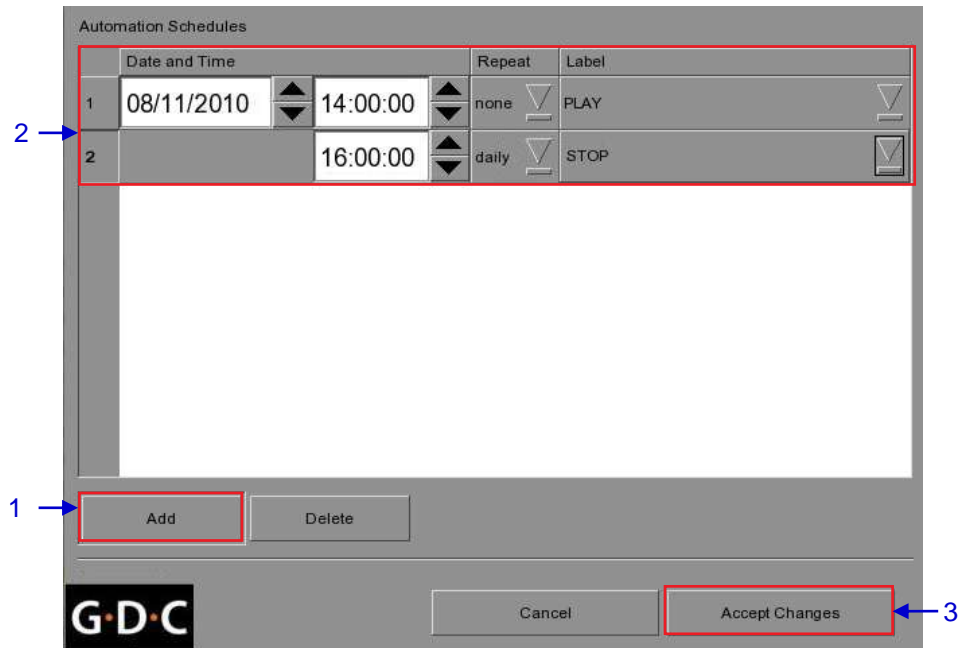 Automation Schedules
Date and Time Repeat Label
1 08/11/2010 14:00:00 none PLAY
2
2 16:00:00 daily STOP
1
Add Delete
G·D·C Cancel Accept Changes 3